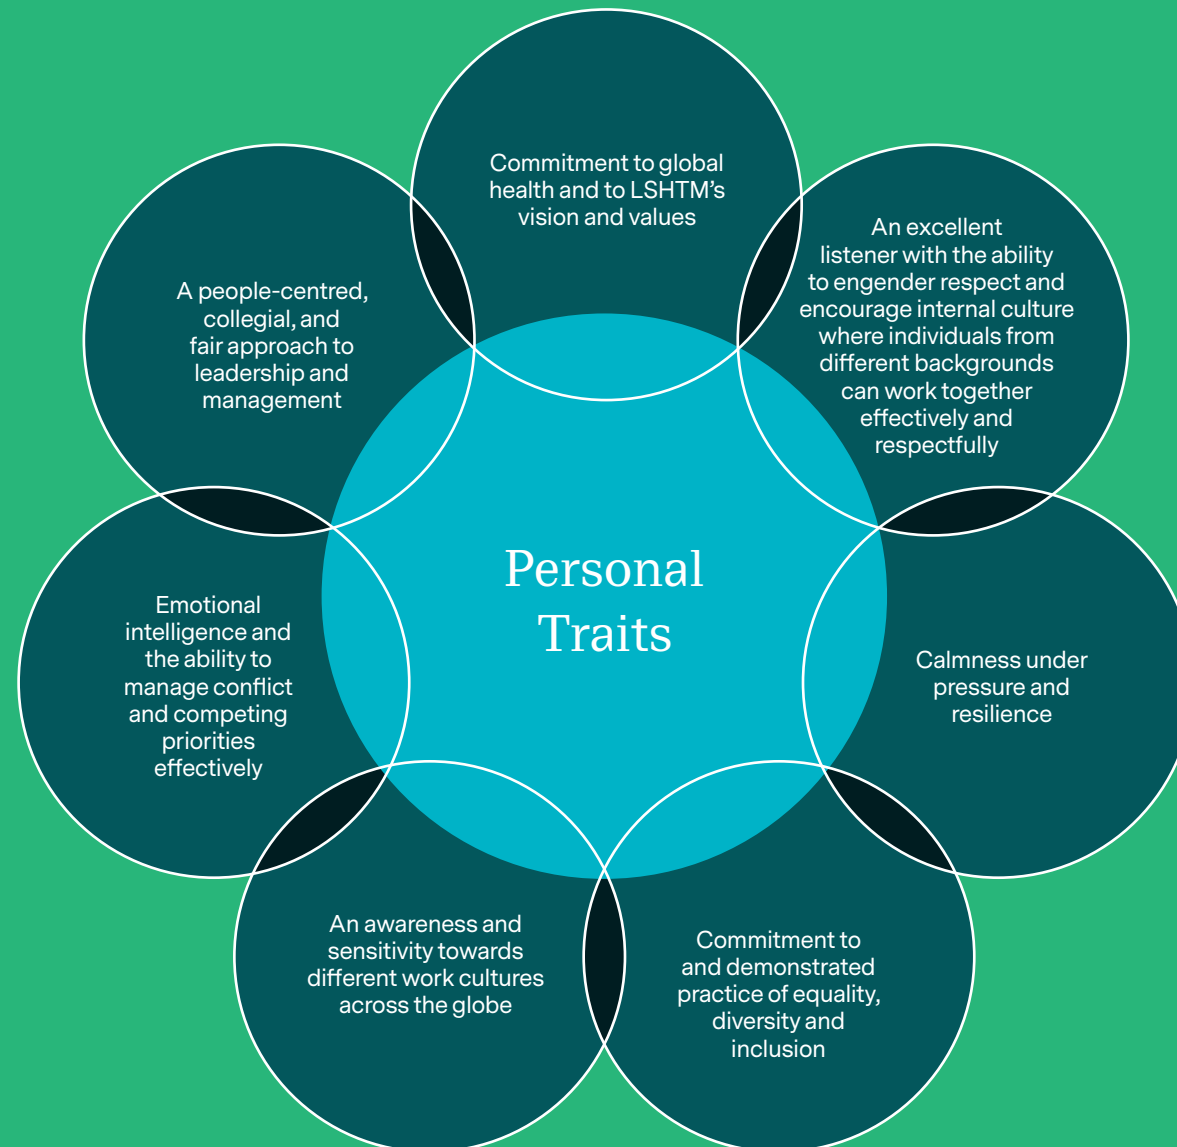 Commitment to global
health and to LSHTM’s
vision and values
An excellent
listener with the ability
to engender respect and
encourage internal culture
where individuals from
different backgrounds
can work together
effectively and
respectfully
A people-centred,
collegial, and
fair approach to
leadership and
management
Personal
Traits
Emotional
intelligence and
the ability to
manage conflict
and competing
priorities
effectively
Calmness under
pressure and
resilience
An awareness and
sensitivity towards
different work cultures
across the globe
Commitment to
and demonstrated
practice of equality,
diversity and
inclusion